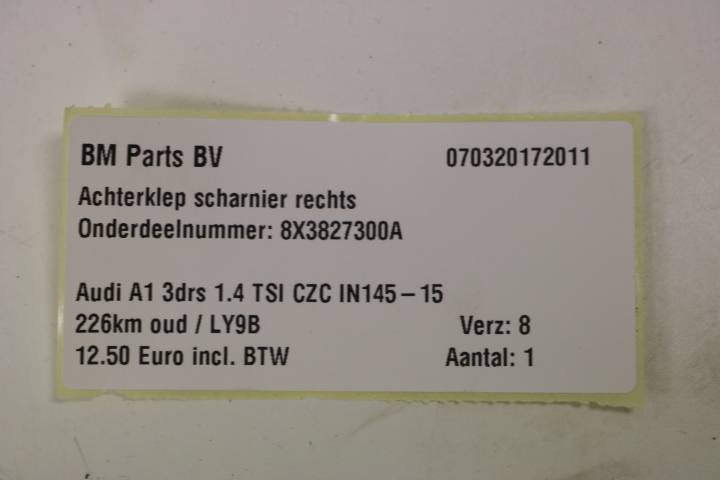 BM Parts BV 070320172011
Achterklep scharnier rechts
Onderdeelnummer: 8X3827300A
Audi A1 3drs 1.4 TSI CZC IN145 – 15
226km oud / LY9B Verz: 8
12.50 Euro incl. BTW Aantal: 1